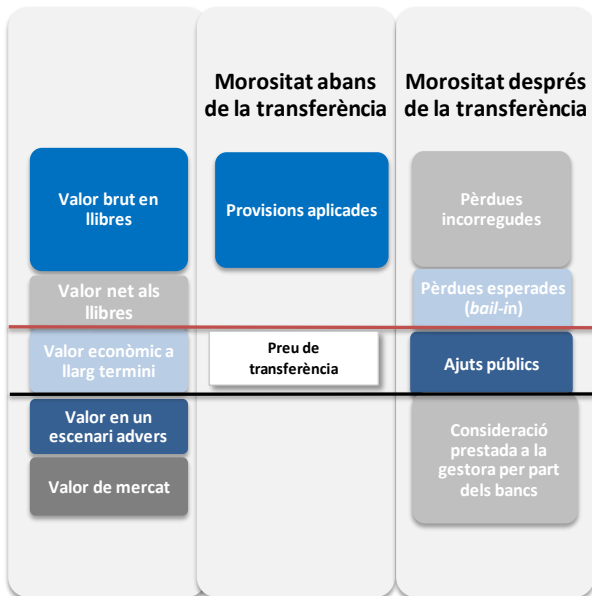 Morositat abans
de la transferència
Morositat després
de la transferència
Valor brut en
llibres
Valor net als
llibres
Valor econòmic a
llarg termini
Valor en un
escenari advers
Valor de mercat
Provisions aplicades
Preu de
transferència
Pèrdues
incorregudes
Pèrdues esperades
(bail-in)
Ajuts públics
Consideració
prestada a la
gestora per part
dels bancs